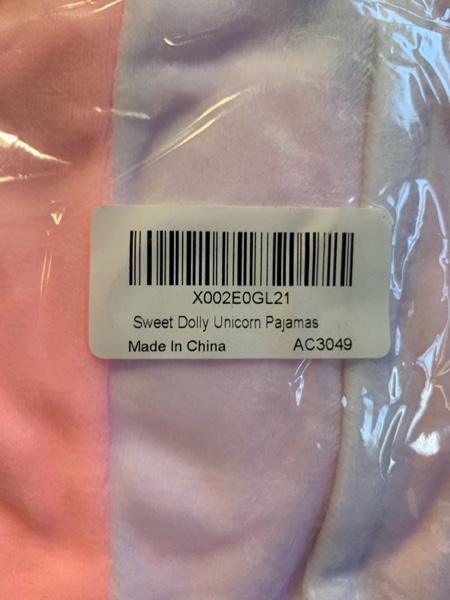 X002E0GL21
Sweet Dolly Unicorn Pajamas
Made In China AC3049